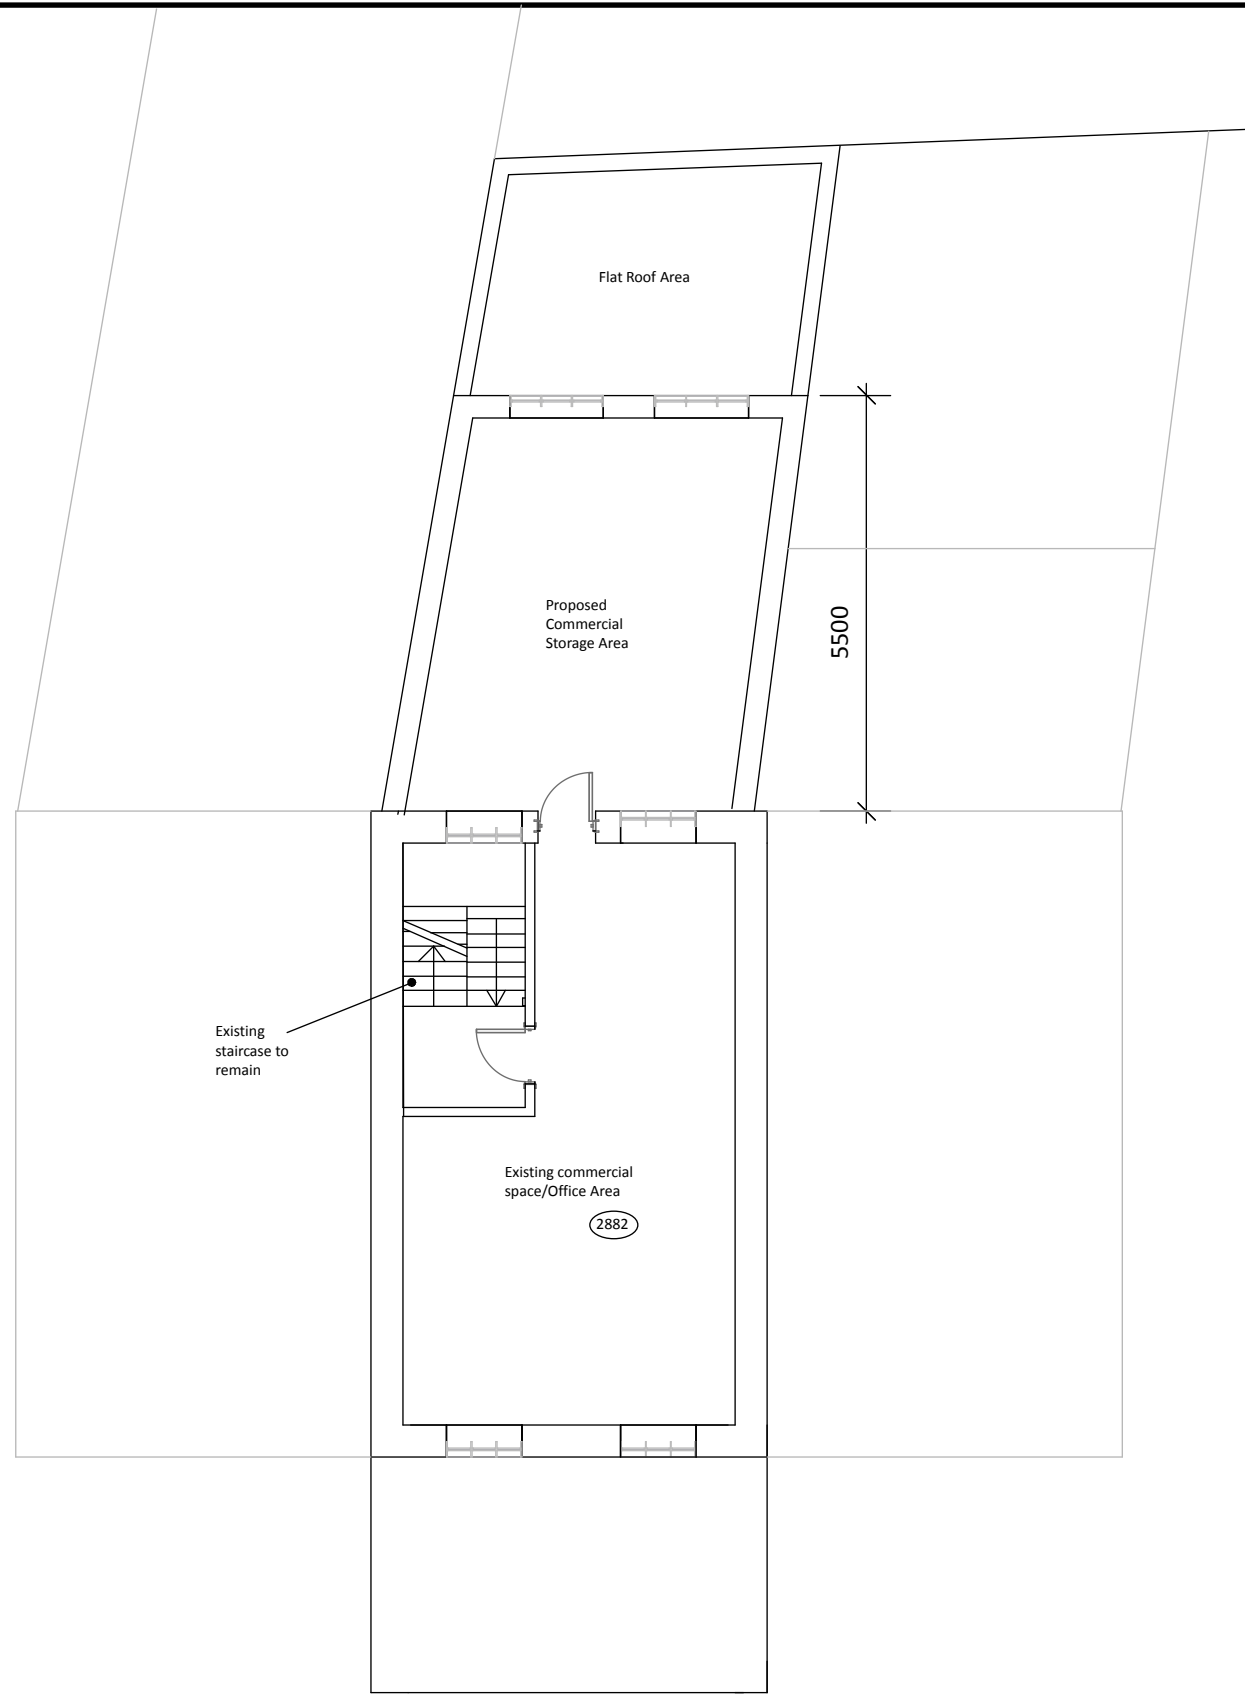 Flat Roof Area
Proposed
Commercial
Storage Area
5500
Existing
staircase to
remain
Existing commercial
space/Office Area
2882